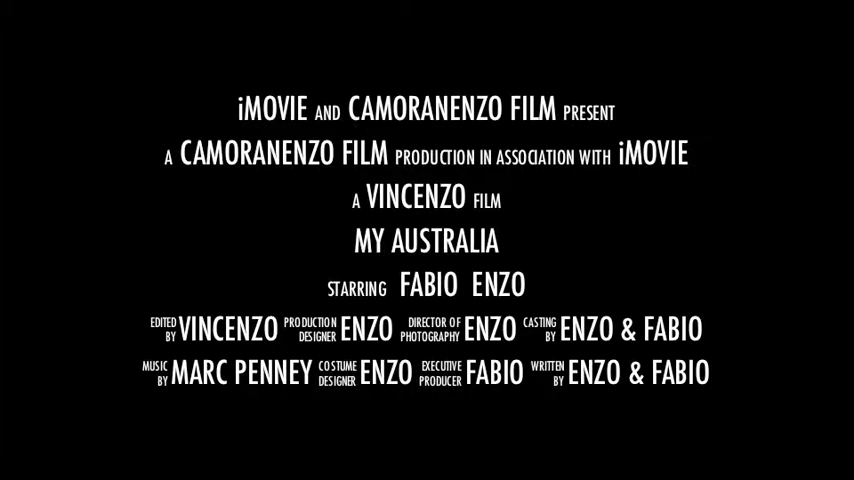 iMOVIE AND CAMORANENZO FILM PRESENT
A CAMORANENZO FILM PRODUCTION IN ASSOCIATION WITH iMOVIE
A VINCENZO FILM
MY AUSTRALIA
STARRING FABIO ENZO
EDITED BY VINCENZO PRODUCTION DESIGNER ENZO DIRECTOR OF PHOTOGRAPHY ENZO CASTING BY ENZO & FABIO
MUSIC BY MARC PENNEY COSTUME DESIGNER ENZO EXECUTIVE PRODUCER FABIO WRITTEN BY ENZO & FABIO